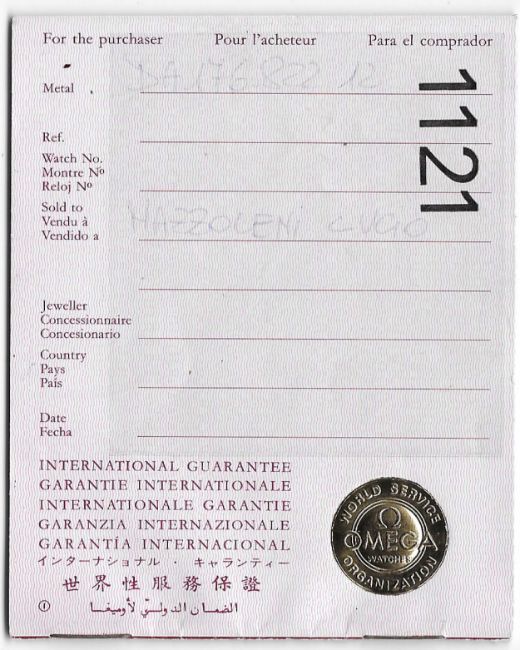 For the purchaser Pour l'acheteur Para el comprador
Metal
1121
Ref.
Watch No.
Montre Nº
Reloj Nº
Sold to
Vendu à
Vendido a
MAZZOLENI
Jeweller
Concessionnaire
Concesionario
Country
Pays
País
Date
Fecha
INTERNATIONAL GUARANTEE
GARANTIE INTERNATIONALE
INTERNATIONALE GARANTIE
GARANZIA INTERNAZIONALE
GARANTÍA INTERNACIONAL
インターナショナル・ギャランティー
世界性服務保證
الضمان الدولي لأوميغا
WORLD SERVICE
Ω
OMEGA
WATCHES
ORGANIZATION